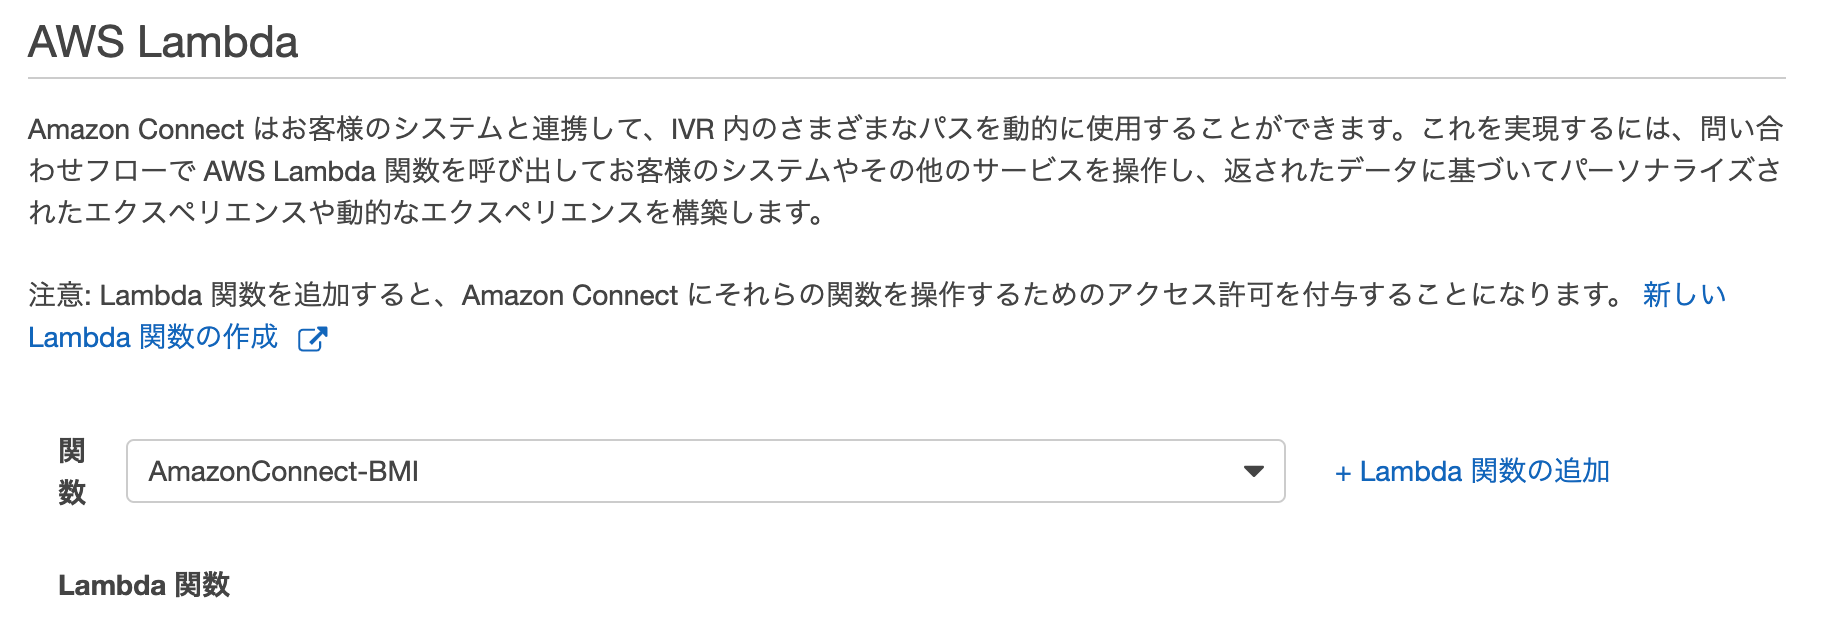 AWS Lambda
Amazon Connect はお客様のシステムと連携して、IVR 内のさまざまなパスを動的に使用することができます。これを実現するには、問い合
わせフローで AWS Lambda 関数を呼び出してお客様のシステムやその他のサービスを操作し、返されたデータに基づいてパーソナライズさ
れたエクスペリエンスや動的なエクスペリエンスを構築します。
注意: Lambda 関数を追加すると、Amazon Connect にそれらの関数を操作するためのアクセス許可を付与することになります。 新しい
Lambda 関数の作成
関
数
AmazonConnect-BMI
+ Lambda 関数の追加
Lambda 関数